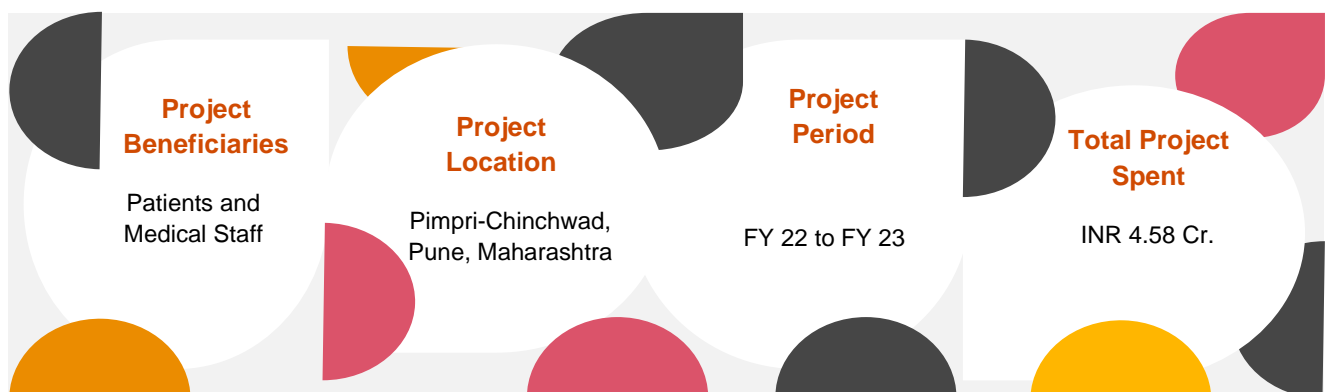 Project
Beneficiaries
Patients and
Medical Staff
Project
Location
Pimpri-Chinchwad,
Pune, Maharashtra
Project
Period
FY 22 to FY 23
Total Project
Spent
INR 4.58 Cr.